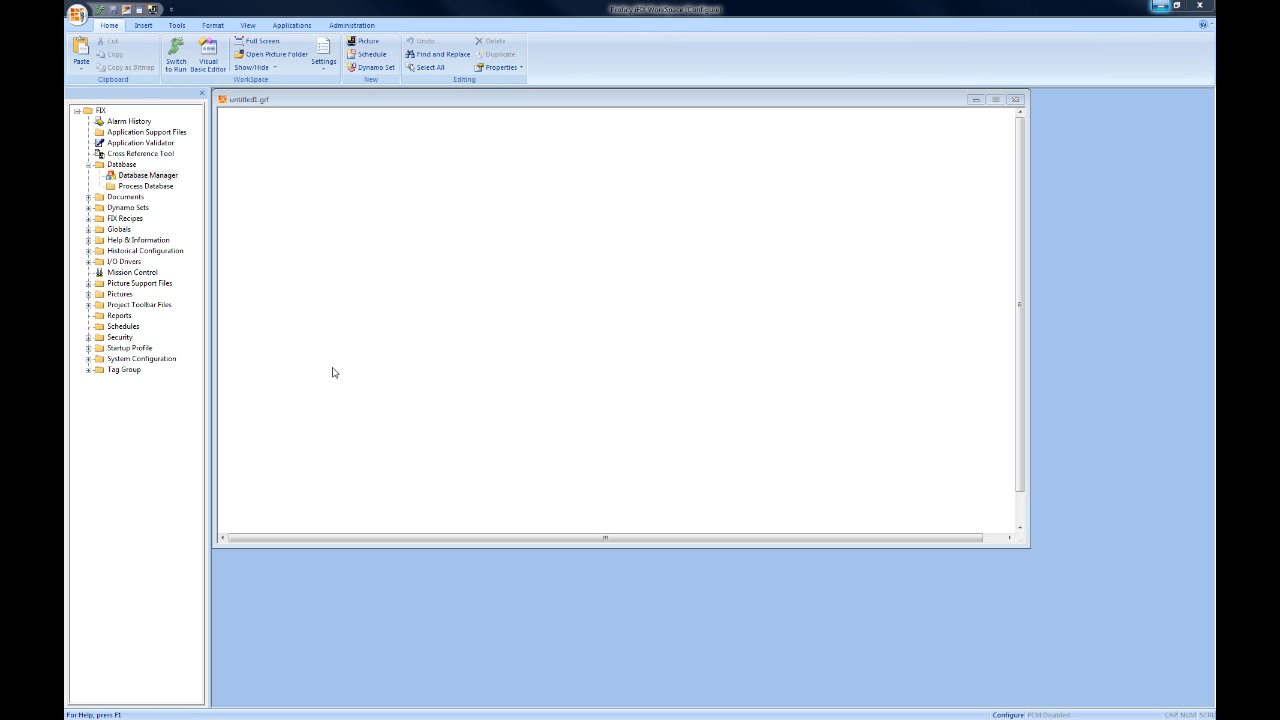 Proficy iFIX WorkSpace (Configure)
Home Insert Tools Format View Applications Administration
Paste
Cut
Copy
Copy as Bitmap
Clipboard
Switch to Run
Visual Basic Editor
Full Screen
Open Picture Folder
Show/Hide
Settings
WorkSpace
Picture
Schedule
Dynamo Set
New
Undo
Find and Replace
Select All
Delete
Duplicate
Properties
Editing
FIX
Alarm History
Application Support Files
Application Validator
Cross Reference Tool
Database
Database Manager
Process Database
Documents
Dynamo Sets
FIX Recipes
Globals
Help & Information
Historical Configuration
I/O Drivers
Mission Control
Picture Support Files
Pictures
Project Toolbar Files
Reports
Schedules
Security
Startup Profile
System Configuration
Tag Group
untitled1.grf
For Help, press F1
Configure FCM Disabled CAP NUM SCRL